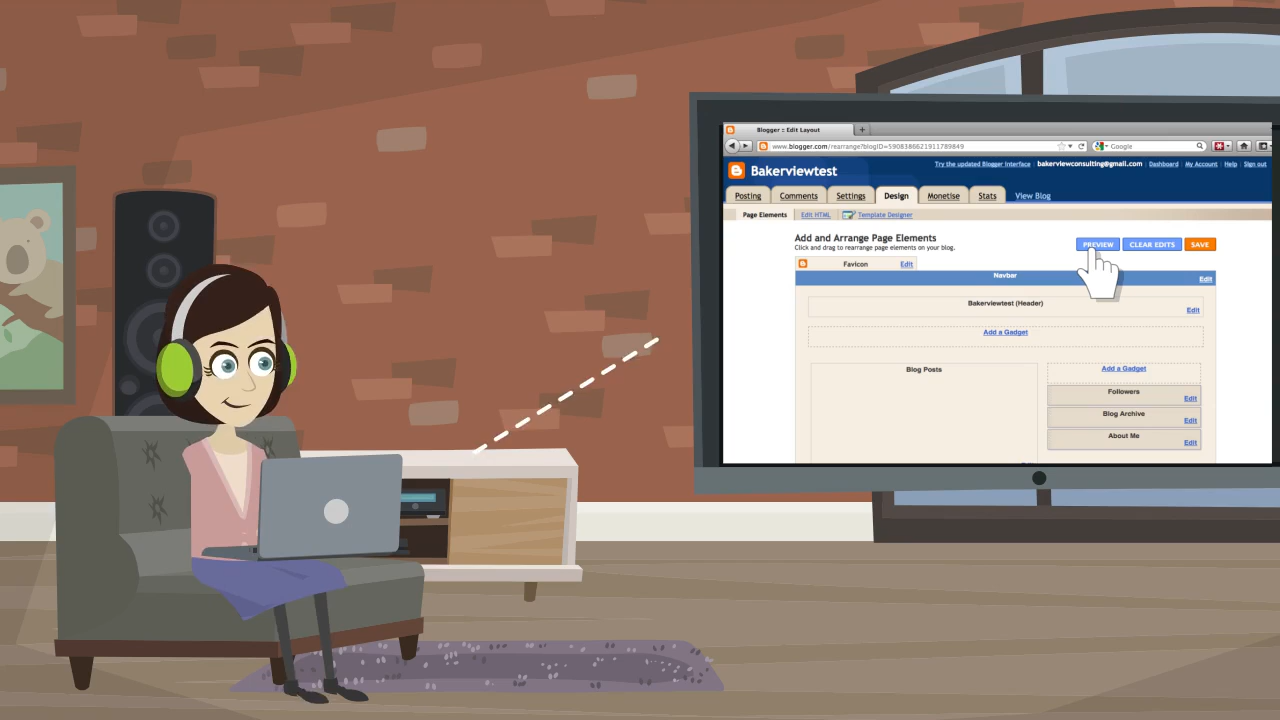 Blogger :: Edit Layout
www.blogger.com/rearrange?blogID=5908386621911789849
Google
Bakerviewtest
Try the updated Blogger Interface | bakerviewconsulting@gmail.com | Dashboard | My Account | Help | Sign out
Posting Comments Settings Design Monetise Stats View Blog
Page Elements Edit HTML Template Designer
Add and Arrange Page Elements
Click and drag to rearrange page elements on your blog.
PREVIEW CLEAR EDITS SAVE
Favicon Edit
Navbar
Edit
Bakerviewtest (Header)
Edit
Add a Gadget
Blog Posts
Add a Gadget
Followers
Edit
Blog Archive
Edit
About Me
Edit